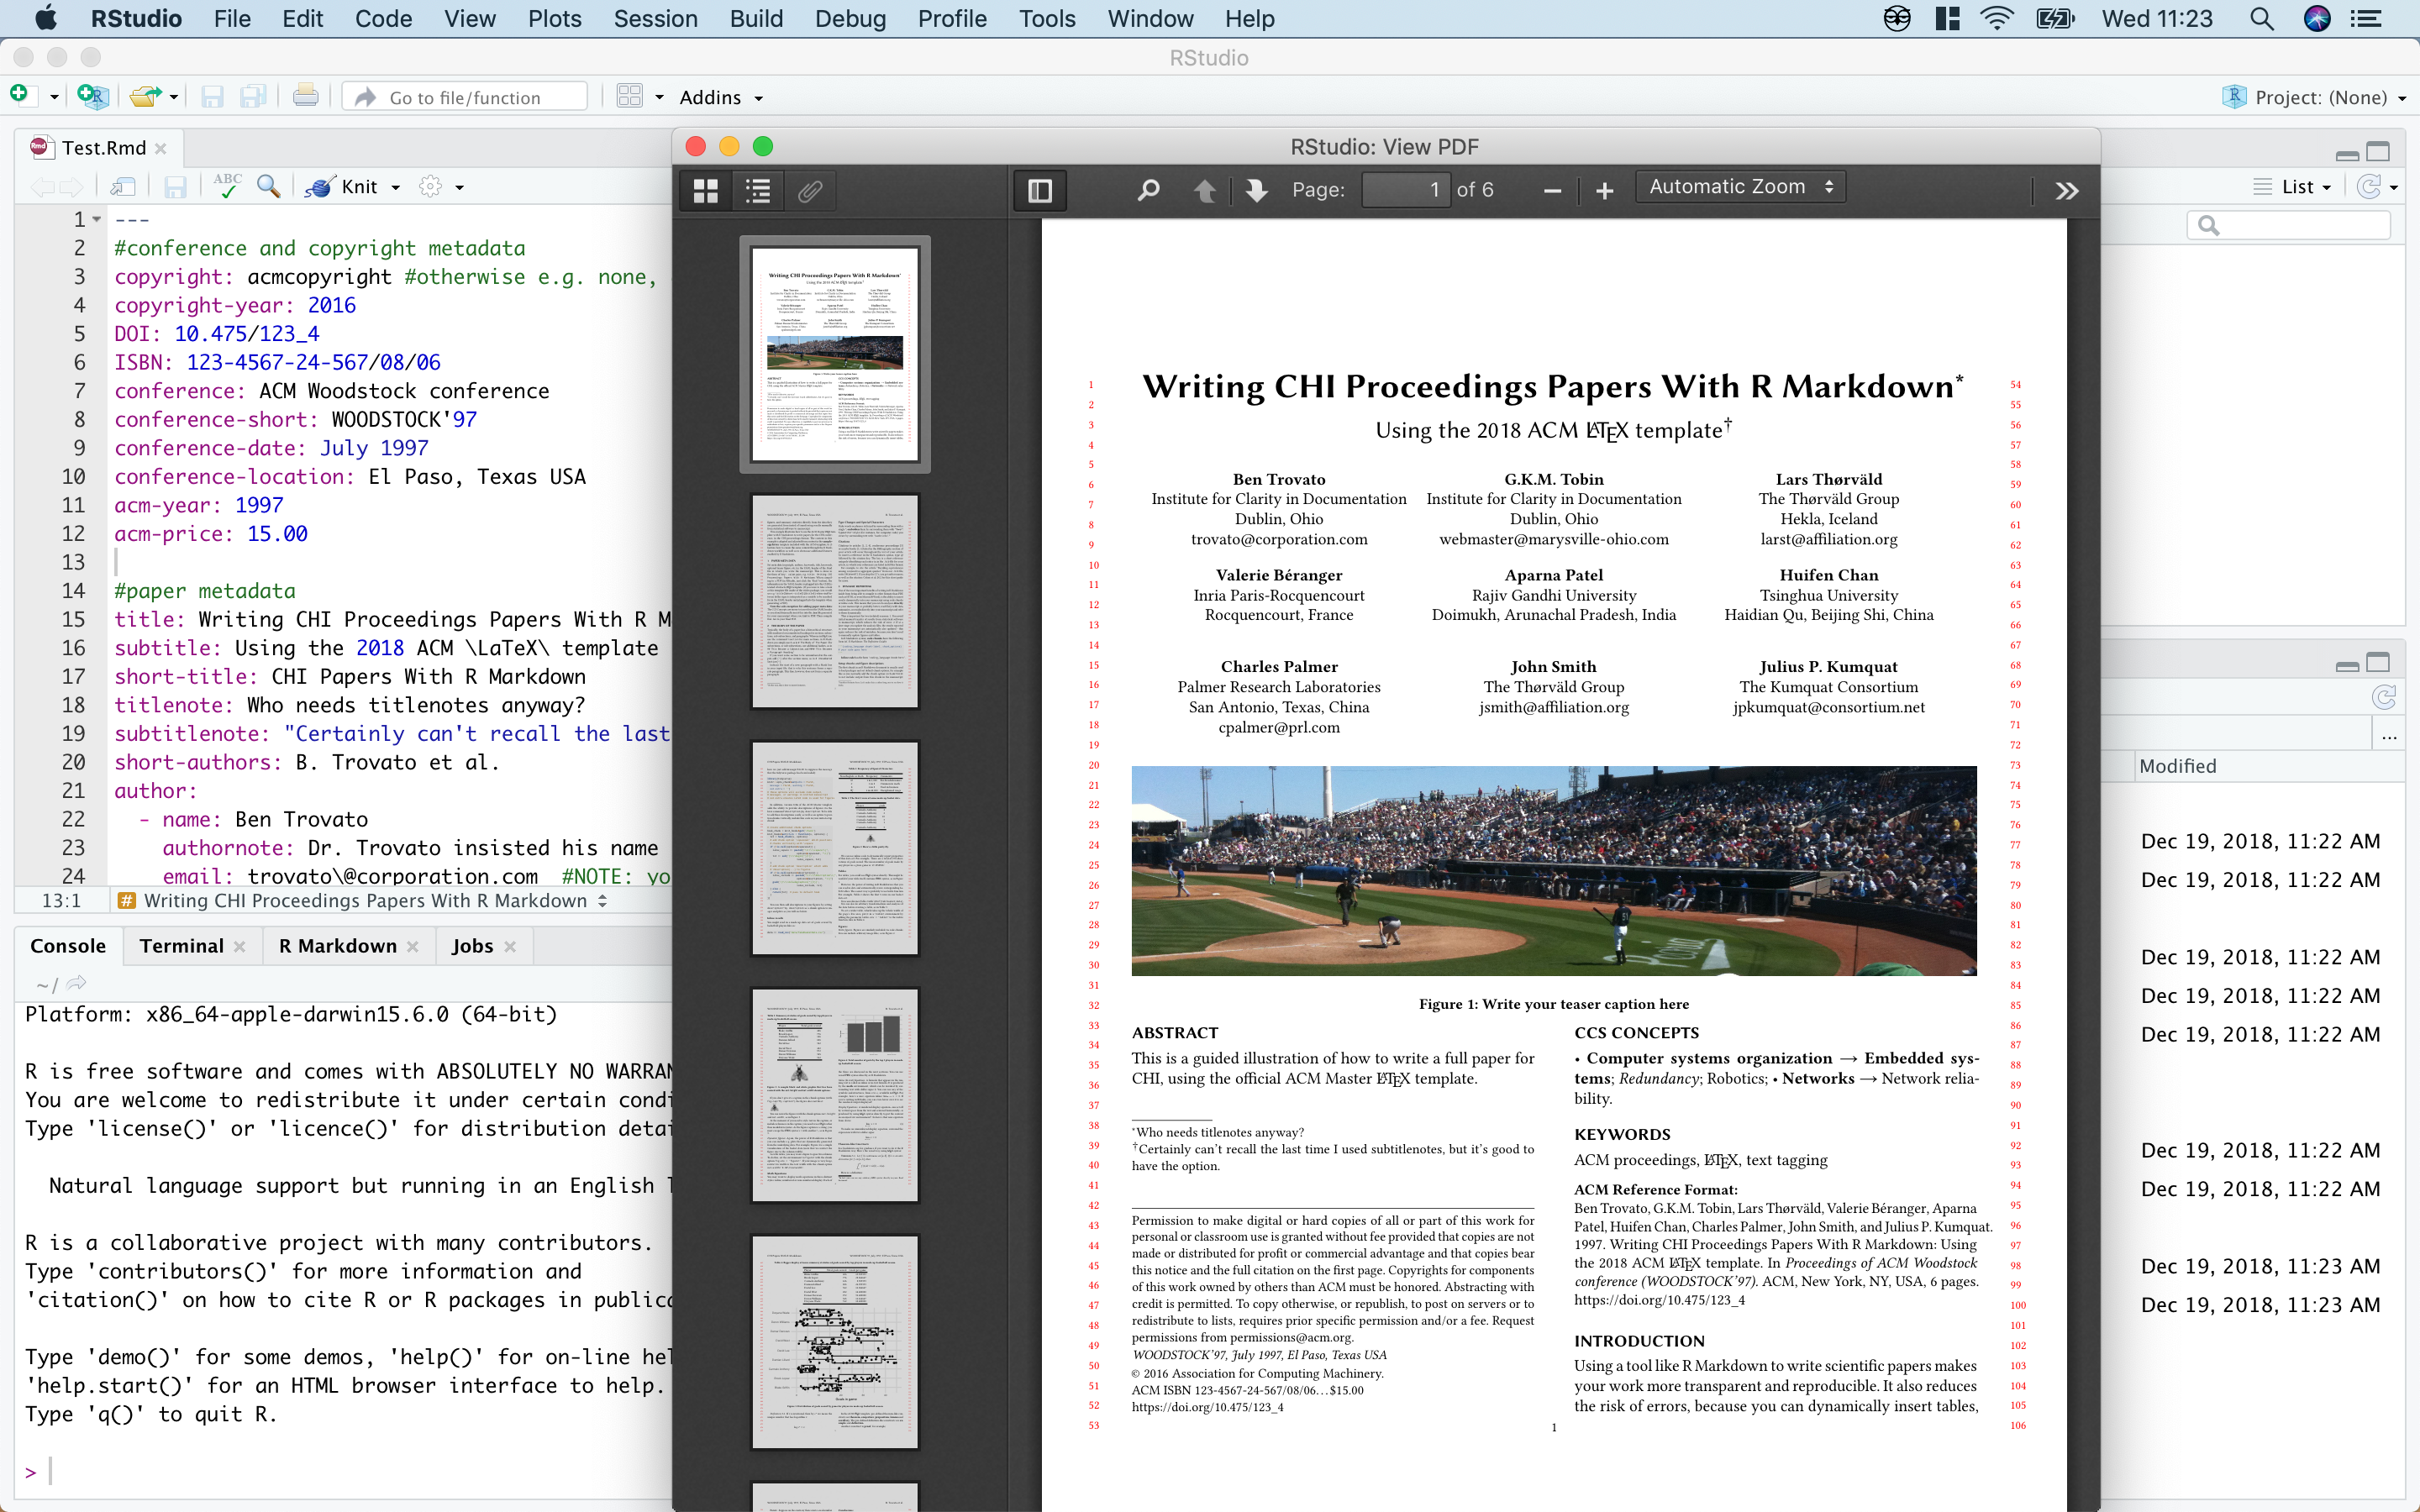 RStudio File Edit Code View Plots Session Build Debug Profile Tools Window Help Wed 11:23
RStudio
Go to file/function Addins Project: (None)
Test.Rmd
ABC Knit
1 ---
2 #conference and copyright metadata
3 copyright: acmcopyright #otherwise e.g. none,
4 copyright-year: 2016
5 DOI: 10.475/123_4
6 ISBN: 123-4567-24-567/08/06
7 conference: ACM Woodstock conference
8 conference-short: WOODSTOCK'97
9 conference-date: July 1997
10 conference-location: El Paso, Texas USA
11 acm-year: 1997
12 acm-price: 15.00
13
14 #paper metadata
15 title: Writing CHI Proceedings Papers With R M
16 subtitle: Using the 2018 ACM \LaTeX\ template
17 short-title: CHI Papers With R Markdown
18 titlenote: Who needs titlenotes anyway?
19 subtitlenote: "Certainly can't recall the last
20 short-authors: B. Trovato et al.
21 author:
22 - name: Ben Trovato
23 authornote: Dr. Trovato insisted his name
24 email: trovato\@corporation.com #NOTE: yo
13:1 # Writing CHI Proceedings Papers With R Markdown
Console Terminal R Markdown Jobs
~/
Platform: x86_64-apple-darwin15.6.0 (64-bit)
R is free software and comes with ABSOLUTELY NO WARRAN
You are welcome to redistribute it under certain condi
Type 'license()' or 'licence()' for distribution detai
Natural language support but running in an English l
R is a collaborative project with many contributors.
Type 'contributors()' for more information and
'citation()' on how to cite R or R packages in publica
Type 'demo()' for some demos, 'help()' for on-line hel
'help.start()' for an HTML browser interface to help.
Type 'q()' to quit R.
>
RStudio: View PDF
Page: 1 of 6 Automatic Zoom
Writing CHI Proceedings Papers With R Markdown*
Using the 2018 ACM LATEX template†
Ben Trovato
Institute for Clarity in Documentation
Dublin, Ohio
trovato@corporation.com
G.K.M. Tobin
Institute for Clarity in Documentation
Dublin, Ohio
webmaster@marysville-ohio.com
Lars Thørväld
The Thørväld Group
Hekla, Iceland
larst@affiliation.org
Valerie Béranger
Inria Paris-Rocquencourt
Rocquencourt, France
Aparna Patel
Rajiv Gandhi University
Doimukh, Arunachal Pradesh, India
Huifen Chan
Tsinghua University
Haidian Qu, Beijing Shi, China
Charles Palmer
Palmer Research Laboratories
San Antonio, Texas, China
cpalmer@prl.com
John Smith
The Thørväld Group
jsmith@affiliation.org
Julius P. Kumquat
The Kumquat Consortium
jpkumquat@consortium.net
Figure 1: Write your teaser caption here
ABSTRACT
This is a guided illustration of how to write a full paper for
CHI, using the official ACM Master LATEX template.
*Who needs titlenotes anyway?
†Certainly can't recall the last time I used subtitlenotes, but it's good to
have the option.
Permission to make digital or hard copies of all or part of this work for
personal or classroom use is granted without fee provided that copies are not
made or distributed for profit or commercial advantage and that copies bear
this notice and the full citation on the first page. Copyrights for components
of this work owned by others than ACM must be honored. Abstracting with
credit is permitted. To copy otherwise, or republish, to post on servers or to
redistribute to lists, requires prior specific permission and/or a fee. Request
permissions from permissions@acm.org.
WOODSTOCK'97, July 1997, El Paso, Texas USA
© 2016 Association for Computing Machinery.
ACM ISBN 123-4567-24-567/08/06...$15.00
https://doi.org/10.475/123_4
CCS CONCEPTS
• Computer systems organization → Embedded sys-
tems; Redundancy; Robotics; • Networks → Network relia-
bility.
KEYWORDS
ACM proceedings, LATEX, text tagging
ACM Reference Format:
Ben Trovato, G.K.M. Tobin, Lars Thørväld, Valerie Béranger, Aparna
Patel, Huifen Chan, Charles Palmer, John Smith, and Julius P. Kumquat.
1997. Writing CHI Proceedings Papers With R Markdown: Using
the 2018 ACM LATEX template. In Proceedings of ACM Woodstock
conference (WOODSTOCK'97). ACM, New York, NY, USA, 6 pages.
https://doi.org/10.475/123_4
INTRODUCTION
Using a tool like R Markdown to write scientific papers makes
your work more transparent and reproducible. It also reduces
the risk of errors, because you can dynamically insert tables,
1
List
...
Modified
Dec 19, 2018, 11:22 AM
Dec 19, 2018, 11:22 AM
Dec 19, 2018, 11:22 AM
Dec 19, 2018, 11:22 AM
Dec 19, 2018, 11:22 AM
Dec 19, 2018, 11:22 AM
Dec 19, 2018, 11:22 AM
Dec 19, 2018, 11:23 AM
Dec 19, 2018, 11:23 AM